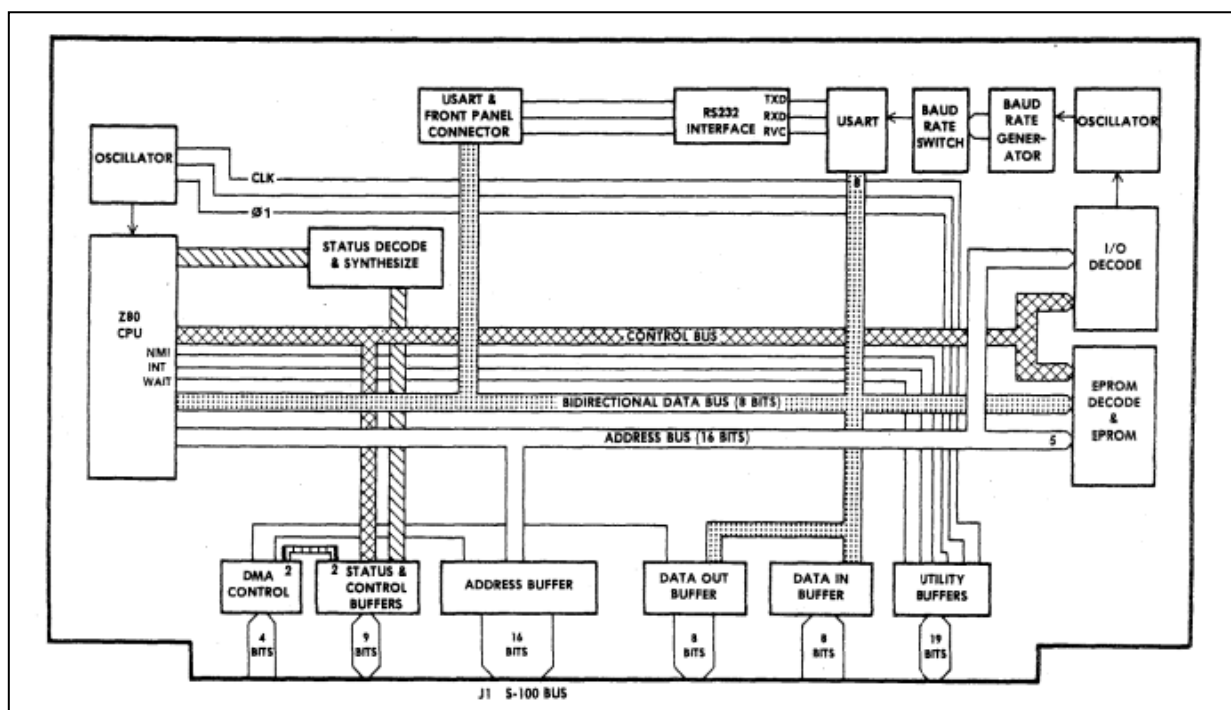 USART &
FRONT PANEL
CONNECTOR
RS232
INTERFACE
TXD
RXD
RVC
USART
BAUD
RATE
SWITCH
BAUD
RATE
GENER-
ATOR
OSCILLATOR
OSCILLATOR
CLK
Ø1
8
STATUS DECODE
& SYNTHESIZE
I/O
DECODE
Z80
CPU
NMI
INT
WAIT
CONTROL BUS
BIDIRECTIONAL DATA BUS (8 BITS)
ADDRESS BUS (16 BITS)
5
EPROM
DECODE
&
EPROM
DMA
CONTROL
2
2
STATUS &
CONTROL
BUFFERS
ADDRESS BUFFER
DATA OUT
BUFFER
DATA IN
BUFFER
UTILITY
BUFFERS
4
BITS
9
BITS
16
BITS
8
BITS
8
BITS
19
BITS
J1 S-100 BUS